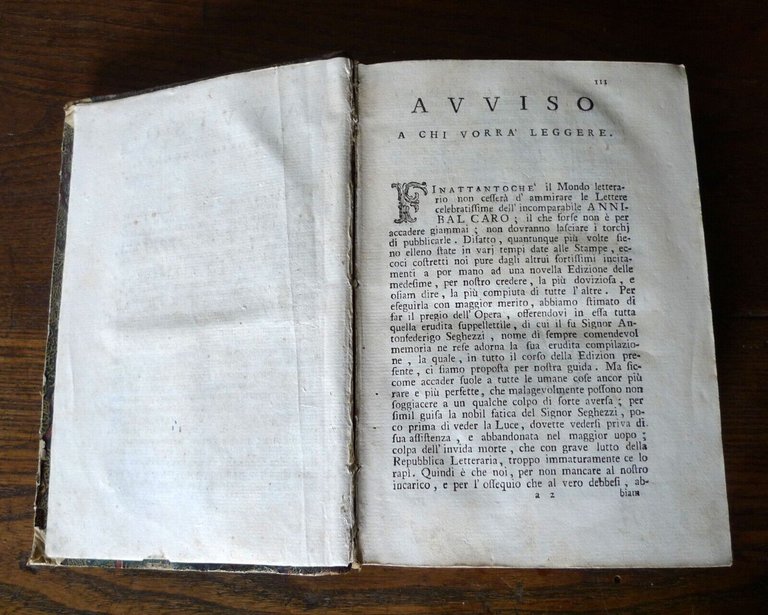 III
AVVISO
A CHI VORRA' LEGGERE.
FINATTANTOCHE' il Mondo lettera-
rio non ceſſerà d' ammirare le Lettere
celebratiſſime dell' incomparabile ANNI-
BAL CARO; il che forſe non è per
accader giammai; non dovranno laſciare i torchj
di pubblicarle. Difatto, quantunque più volte ſie-
no elleno ſtate in varj tempi date alle Stampe, ec-
coci coſtretti noi pure dagli altrui fortiſſimi incita-
menti a por mano ad una novella Edizione delle
medeſime, per noſtro credere, la più dovizioſa, e
oſiam dire, la più compiuta di tutte l' altre. Per
eſeguirla con maggior merito, abbiamo ſtimato di
far il pregio dell' Opera, offerendovi in eſſa tutta
quella erudita ſuppellettile, di cui il fu Signor An-
tonfederigo Seghezzi, nome di ſempre comendevol
memoria ne reſe adorna la ſua erudita compilazio-
ne, la quale, in tutto il corſo della Edizion pre-
ſente, ci ſiamo propoſta per noſtra guida. Ma ſic-
come accader ſuole a tutte le umane coſe ancor più
rare e più perfette, che malagevolmente poſſono non
ſoggiacere a un qualche colpo di ſorte averſa; per
ſimil guiſa la nobil fatica del Signor Seghezzi, po-
co prima di veder la Luce, dovette vederſi priva di
ſua aſſiſtenza, e abbandonata nel maggior uopo;
colpa dell' invida morte, che con grave lutto della
Repubblica Letteraria, troppo immaturamente ce lo
rapì. Quindi è che noi, per non mancare al noſtro
incarico, e per l' oſſequio che al vero debbeſi, ab-
a 2 biam